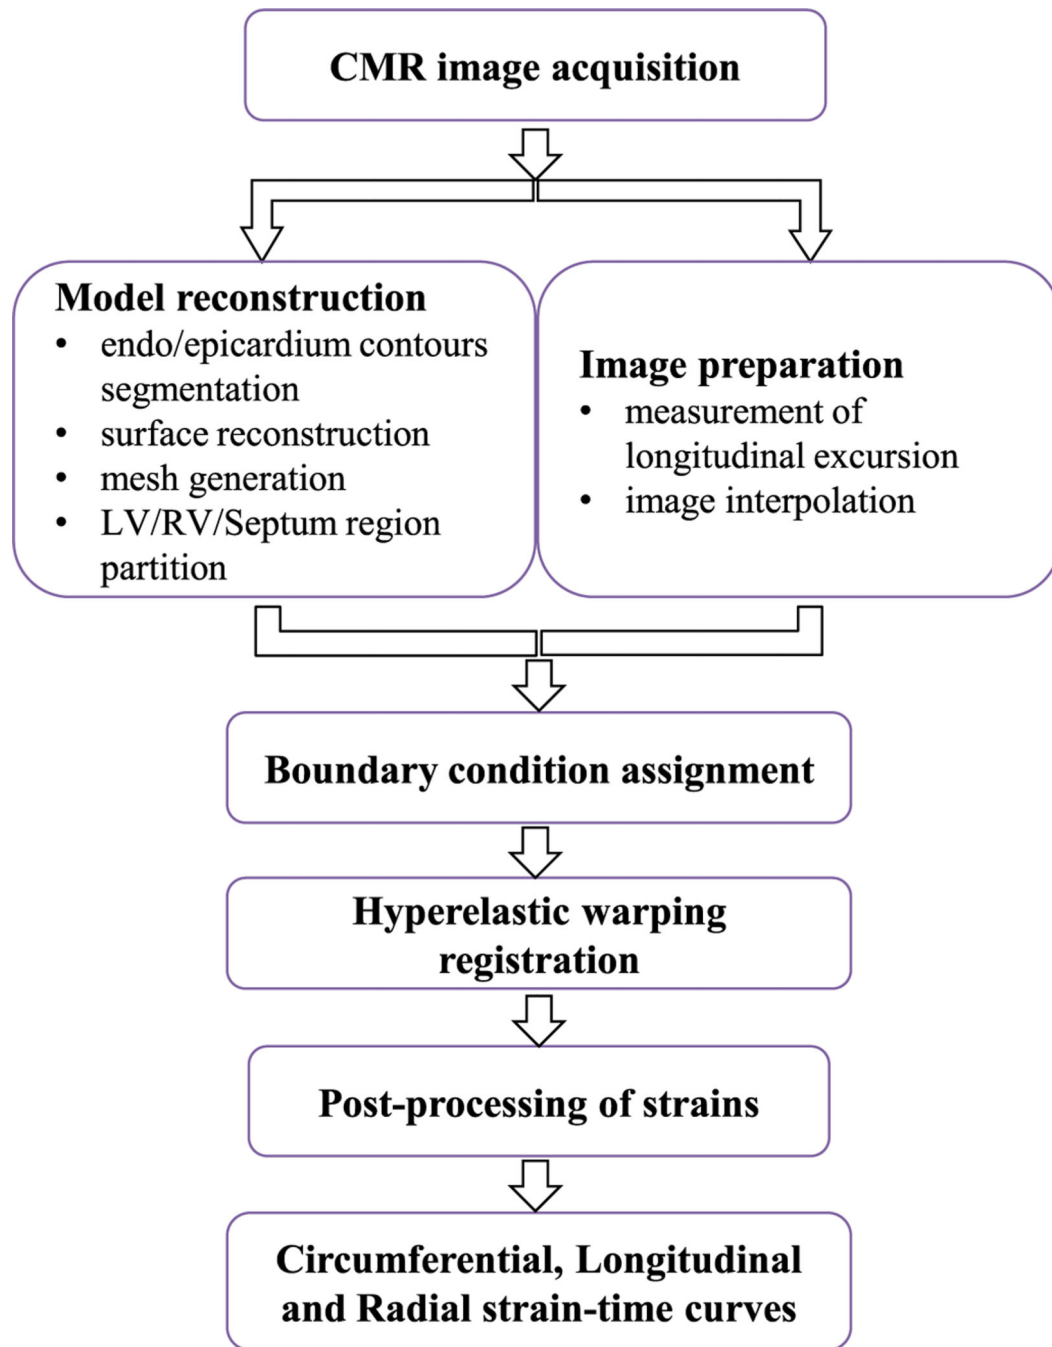 CMR image acquisition
Model reconstruction
• endo/epicardium contours
segmentation
• surface reconstruction
• mesh generation
• LV/RV/Septum region
partition
Image preparation
• measurement of
longitudinal excursion
• image interpolation
Boundary condition assignment
Hyperelastic warping
registration
Post-processing of strains
Circumferential, Longitudinal
and Radial strain-time curves